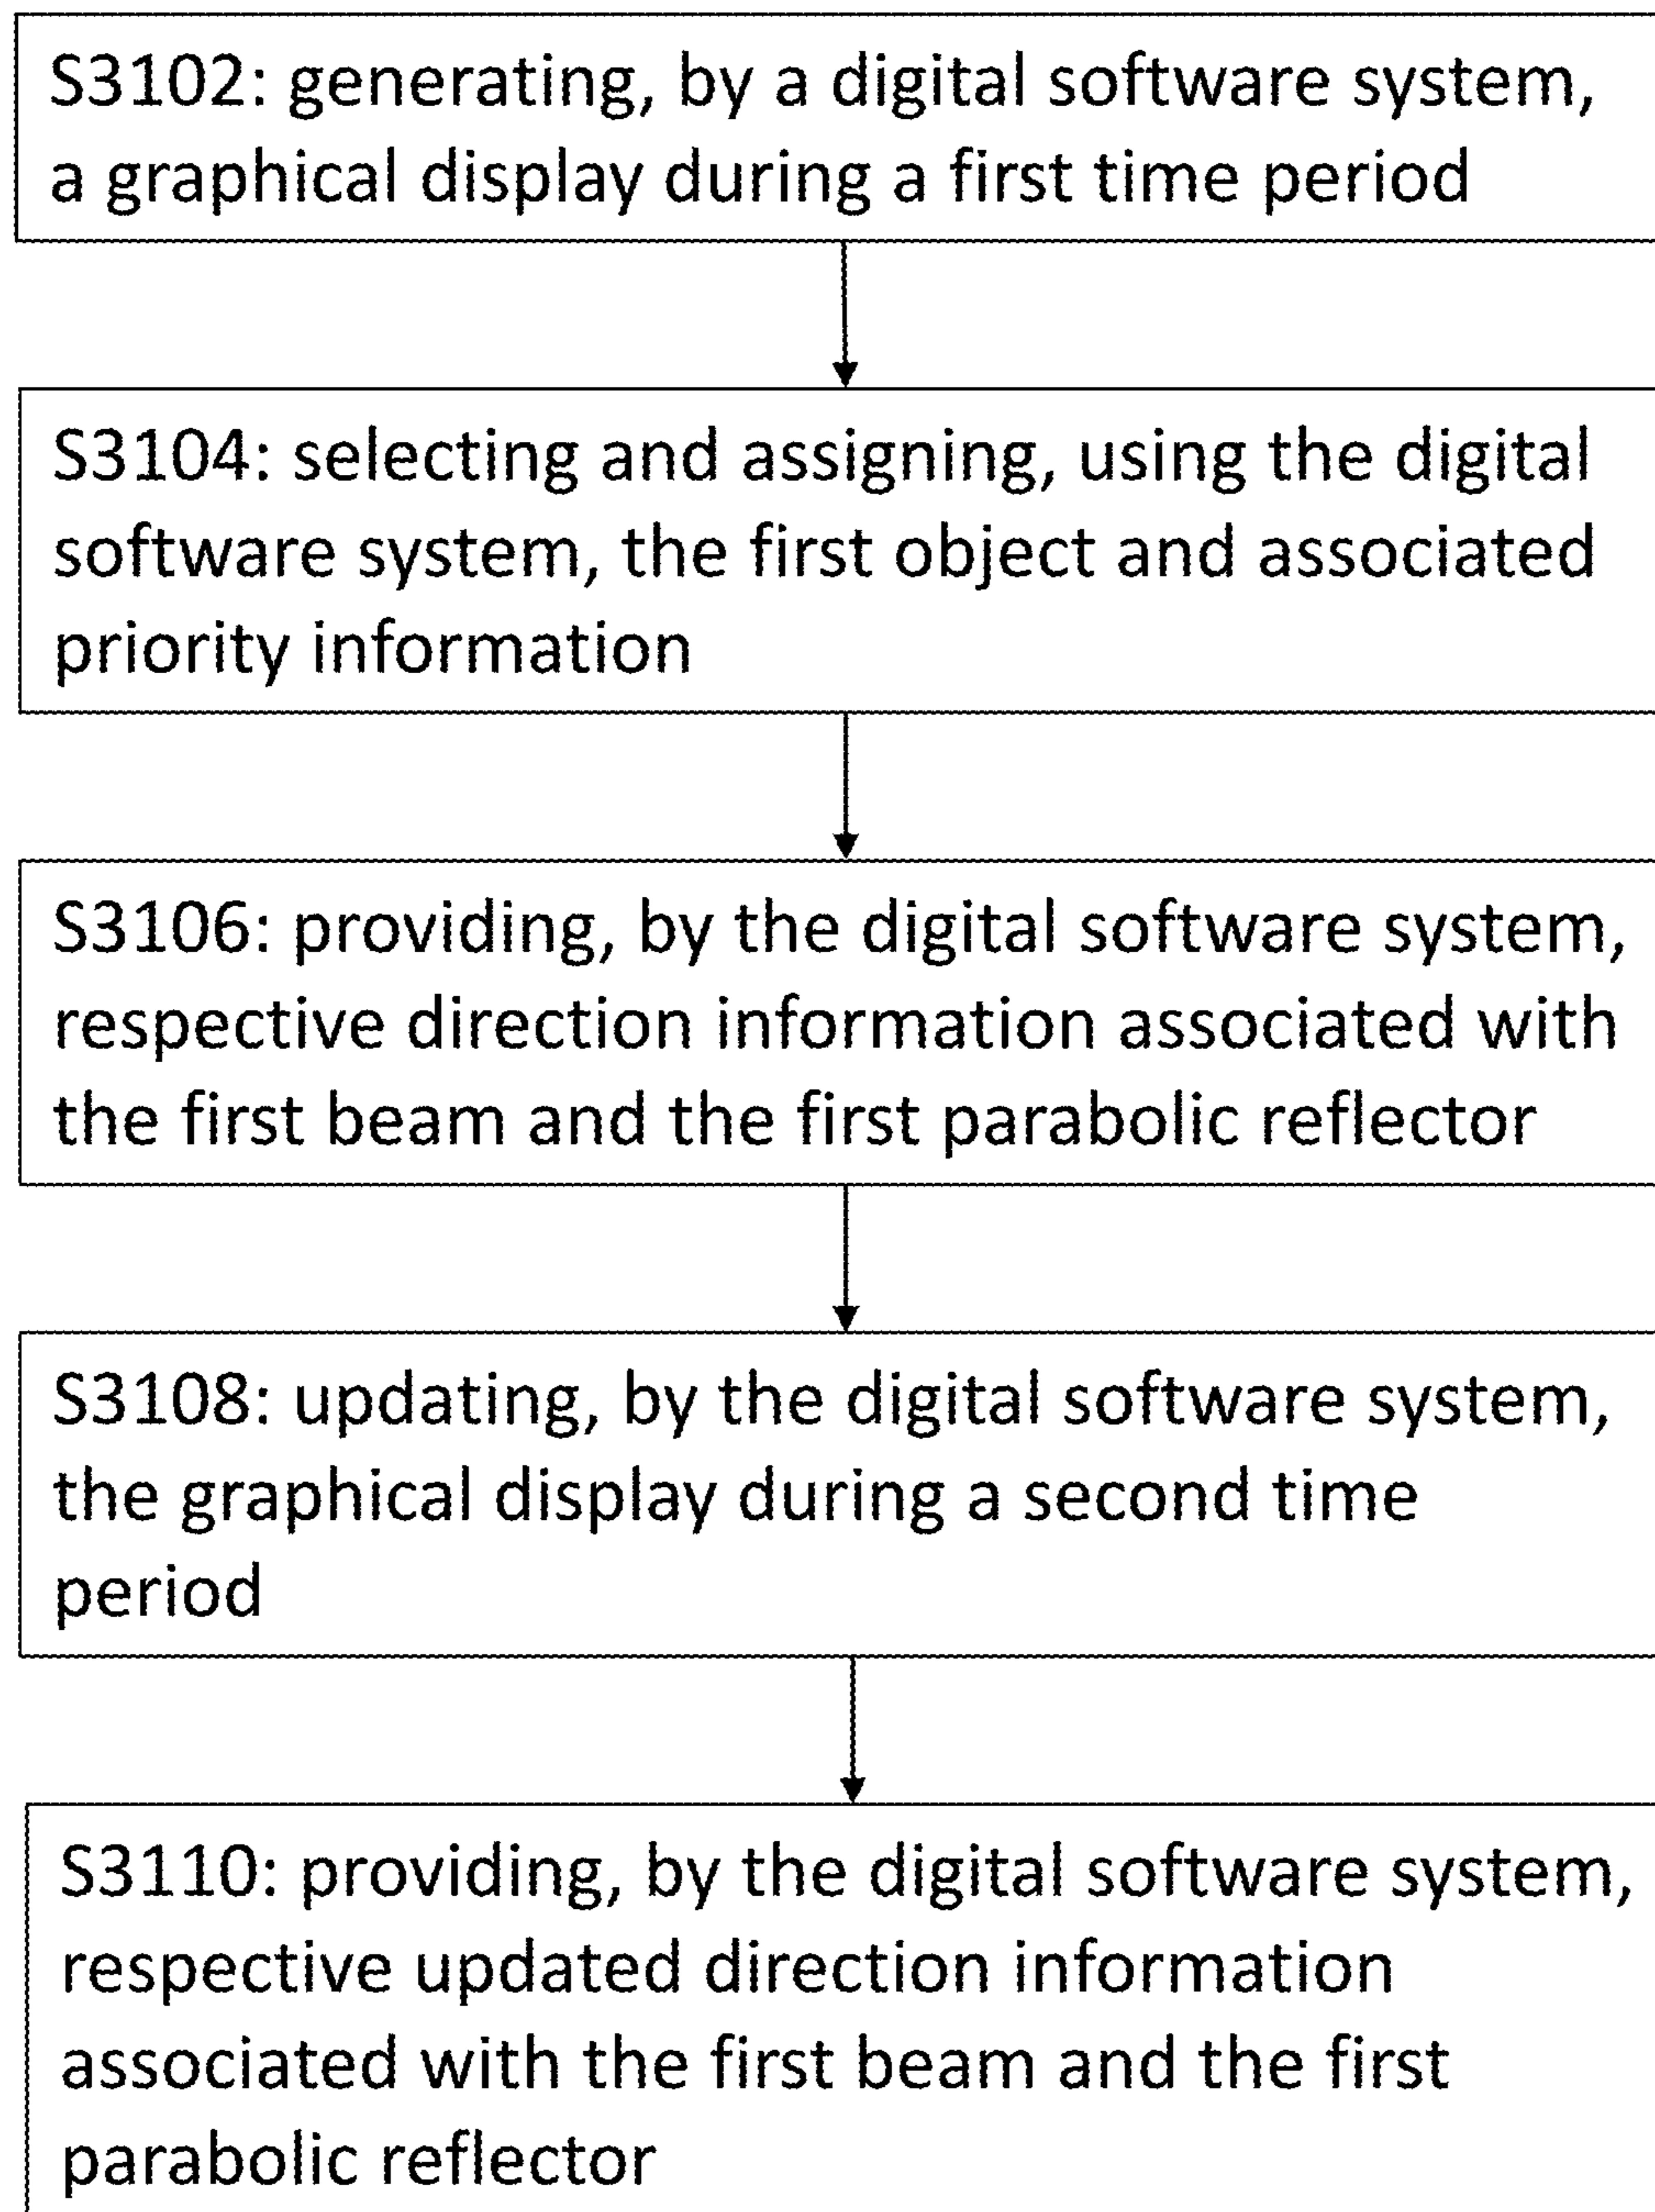 S3102: generating, by a digital software system,
a graphical display during a first time period
S3104: selecting and assigning, using the digital
software system, the first object and associated
priority information
S3106: providing, by the digital software system,
respective direction information associated with
the first beam and the first parabolic reflector
S3108: updating, by the digital software system,
the graphical display during a second time
period
S3110: providing, by the digital software system,
respective updated direction information
associated with the first beam and the first
parabolic reflector